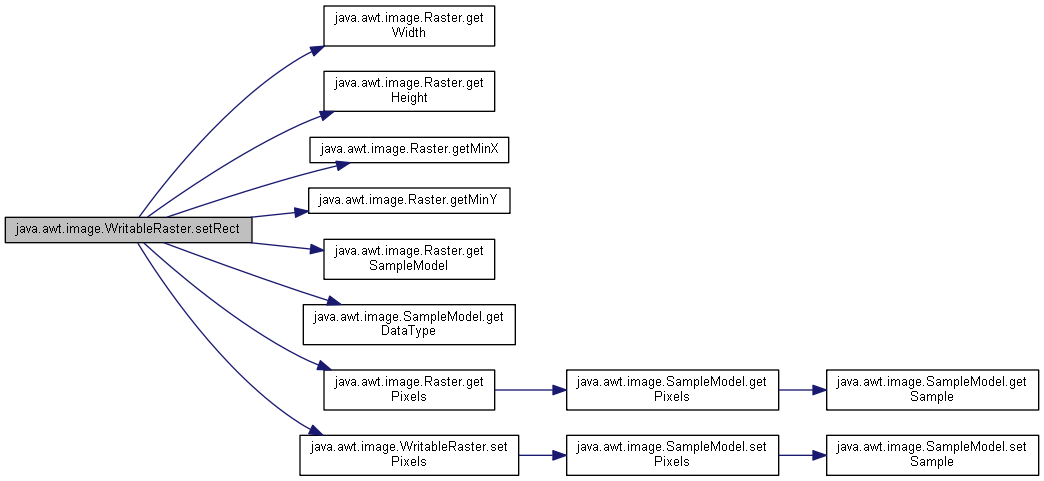 java.awt.image.Raster.get
Width
java.awt.image.Raster.get
Height
java.awt.image.Raster.getMinX
java.awt.image.Raster.getMinY
java.awt.image.WritableRaster.setRect
java.awt.image.Raster.get
SampleModel
java.awt.image.SampleModel.get
DataType
java.awt.image.Raster.get
Pixels
java.awt.image.SampleModel.get
Pixels
java.awt.image.SampleModel.get
Sample
java.awt.image.WritableRaster.set
Pixels
java.awt.image.SampleModel.set
Pixels
java.awt.image.SampleModel.set
Sample